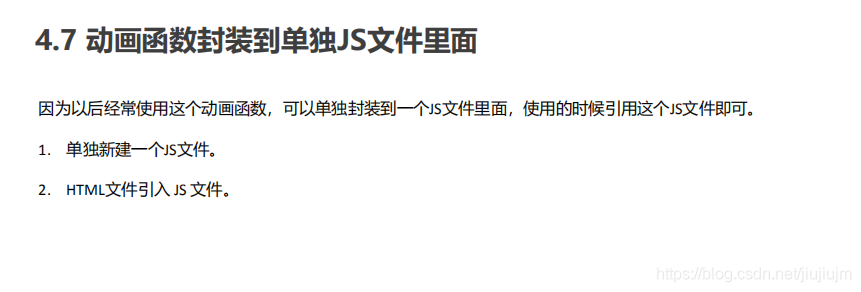 4.7 动画函数封装到单独JS文件里面
因为以后经常使用这个动画函数，可以单独封装到一个JS文件里面，使用的时候引用这个JS文件即可。
1. 单独新建一个JS文件。
2. HTML文件引入 JS 文件。
https://blog.csdn.net/jiujiujm